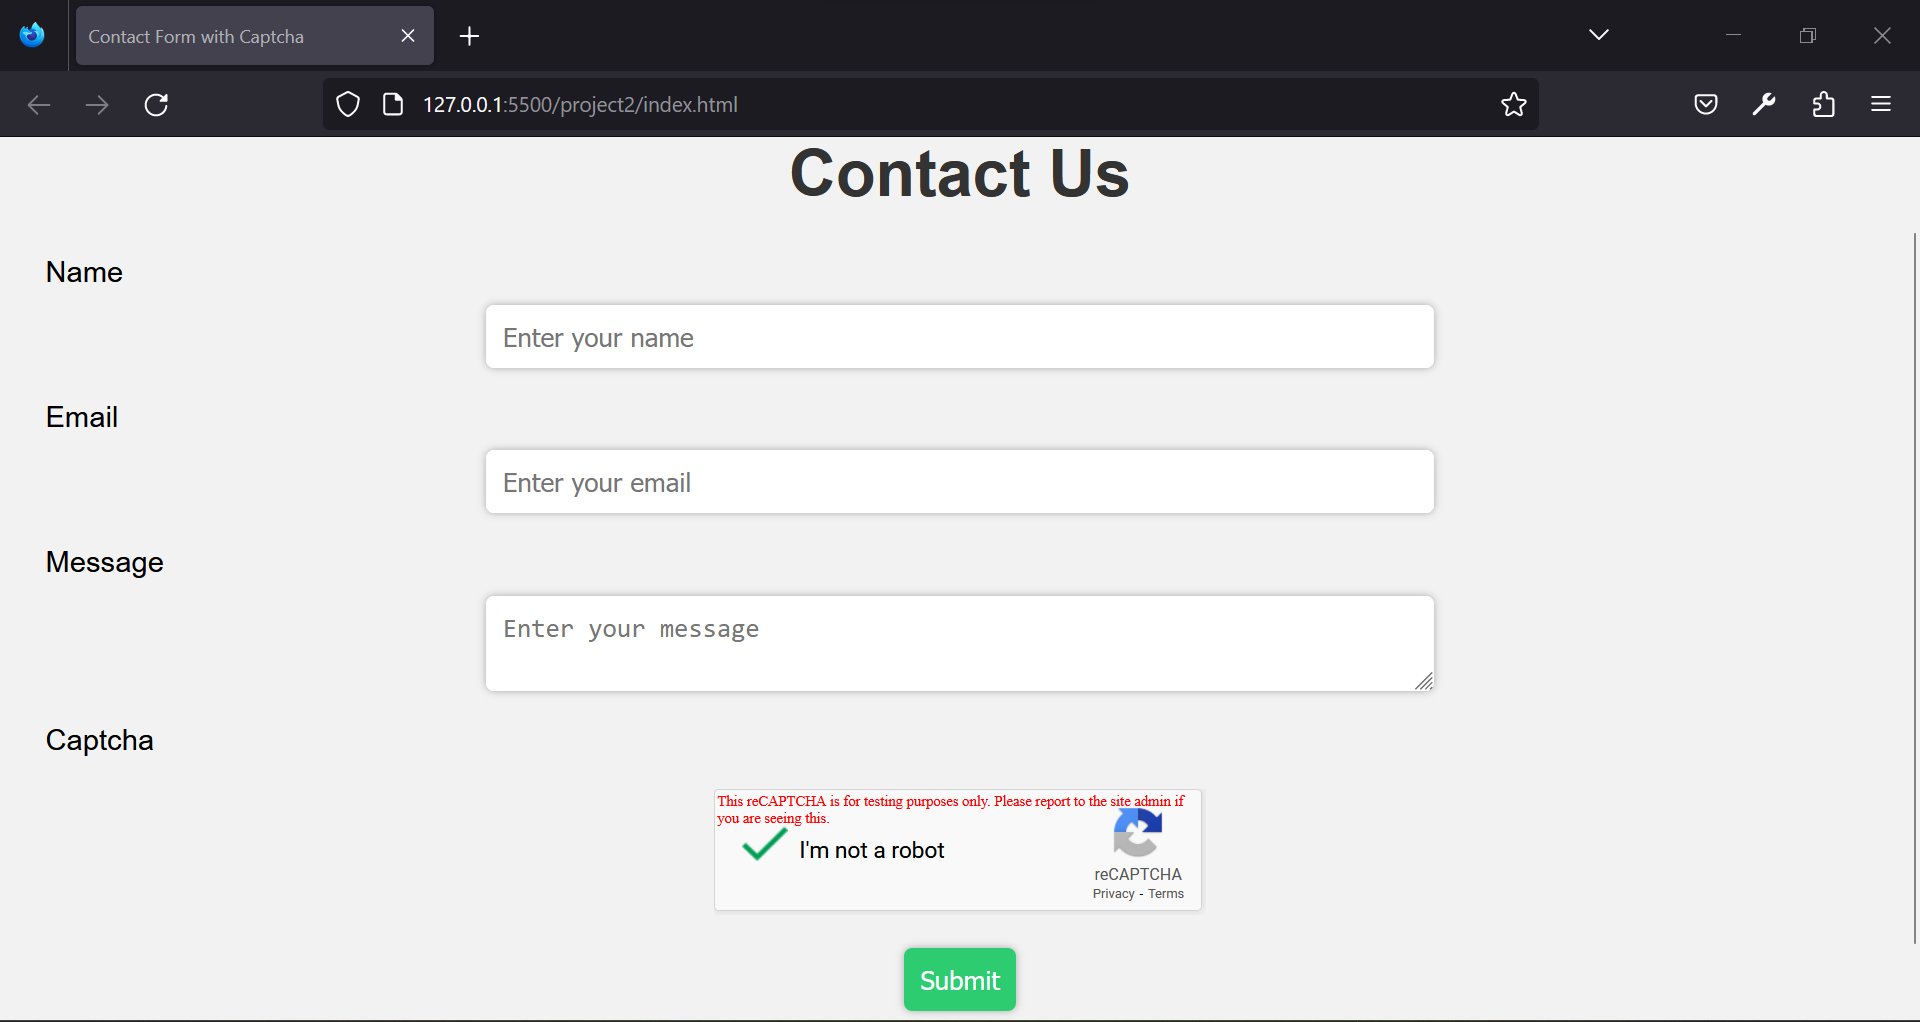 Contact Form with Captcha
127.0.0.1:5500/project2/index.html
Contact Us
Name
Enter your name
Email
Enter your email
Message
Enter your message
Captcha
This reCAPTCHA is for testing purposes only. Please report to the site admin if
you are seeing this.
I'm not a robot
reCAPTCHA
Privacy - Terms
Submit